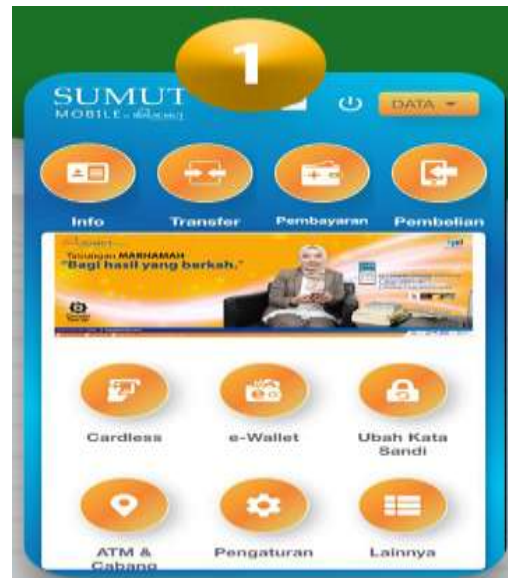 1
SUMUT
MOBILE
DATA
Info Transfer Pembayaran Pembelian
Tabungan MARHAMAH
"Bagi hasil yang berkah."
Cardless e-Wallet Ubah Kata
Sandi
ATM & Pengaturan Lainnya
Cabang